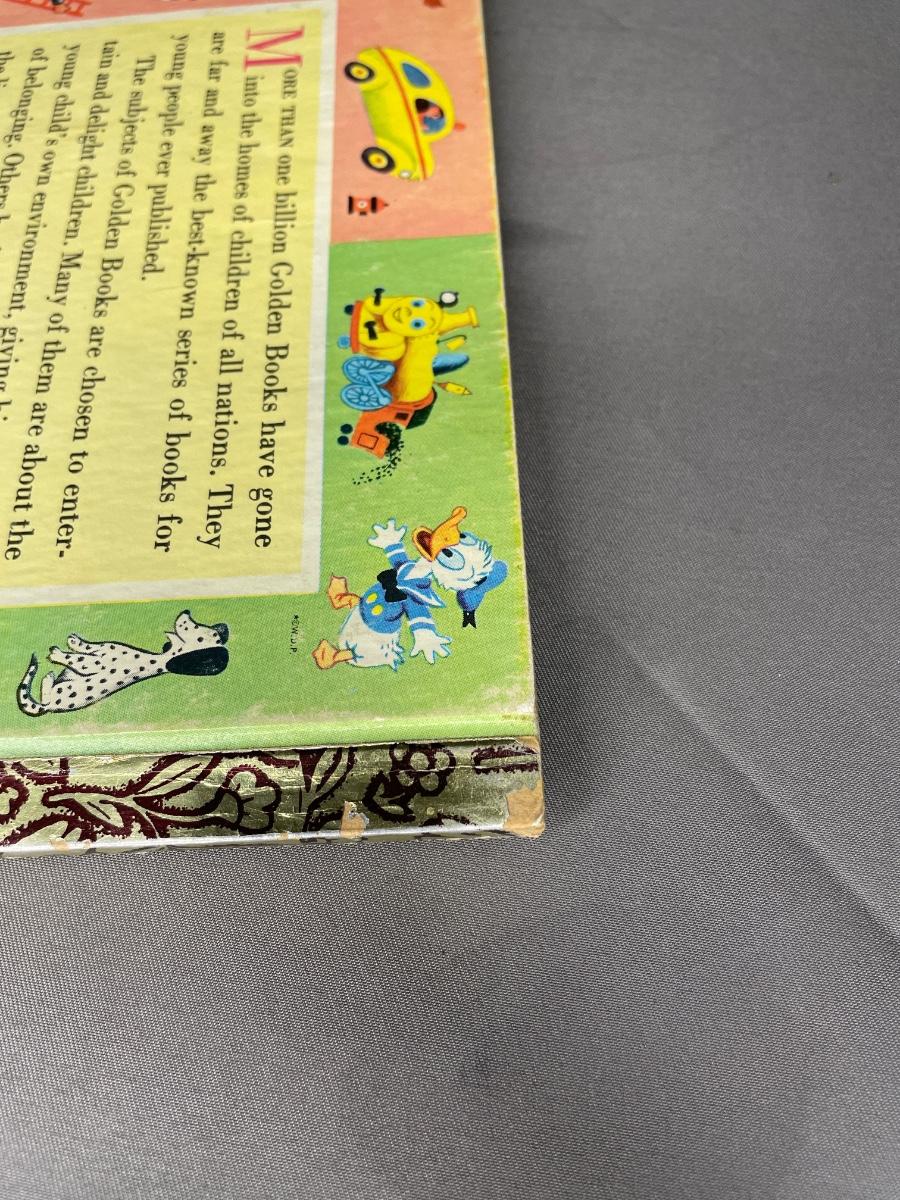 MORE THAN one billion Golden Books have gone
into the homes of children of all nations. They
are far and away the best-known series of books for
young people ever published.
The subjects of Golden Books are chosen to enter-
tain and delight children. Many of them are about the
young child's own environment, giving
of belonging. Others
*©W.D.P.